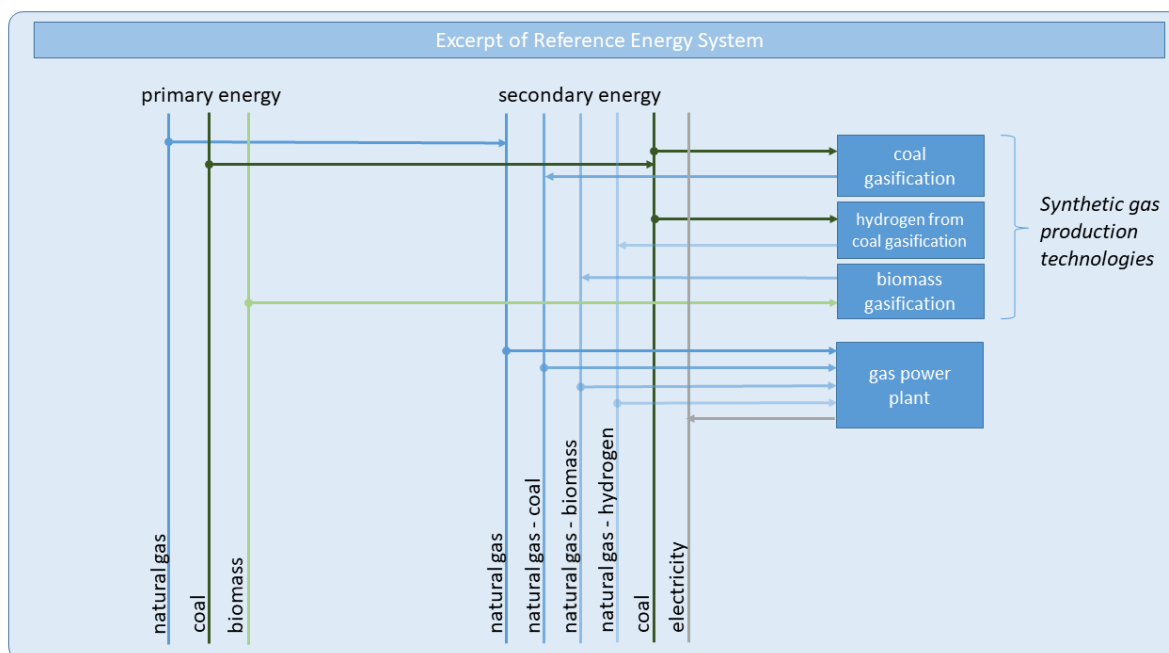 Excerpt of Reference Energy System
primary energy
secondary energy
coal
gasification
hydrogen from
coal gasification
biomass
gasification
Synthetic gas
production
technologies
gas power
plant
natural gas
coal
biomass
natural gas
natural gas - coal
natural gas - biomass
natural gas - hydrogen
coal
electricity